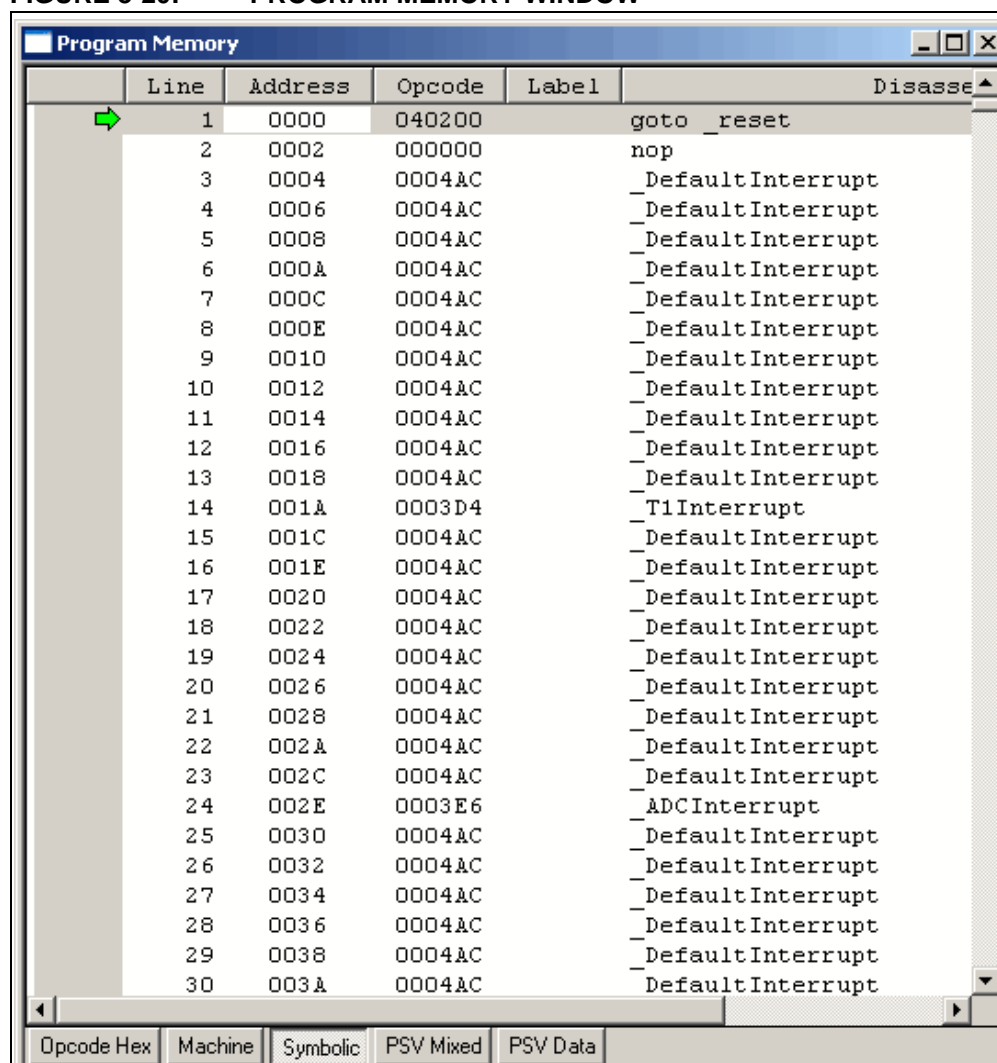 Program Memory
Line Address Opcode Label Disasse
1 0000 040200 goto _reset
2 0002 000000 nop
3 0004 0004AC _DefaultInterrupt
4 0006 0004AC _DefaultInterrupt
5 0008 0004AC _DefaultInterrupt
6 000A 0004AC _DefaultInterrupt
7 000C 0004AC _DefaultInterrupt
8 000E 0004AC _DefaultInterrupt
9 0010 0004AC _DefaultInterrupt
10 0012 0004AC _DefaultInterrupt
11 0014 0004AC _DefaultInterrupt
12 0016 0004AC _DefaultInterrupt
13 0018 0004AC _DefaultInterrupt
14 001A 0003D4 _T1Interrupt
15 001C 0004AC _DefaultInterrupt
16 001E 0004AC _DefaultInterrupt
17 0020 0004AC _DefaultInterrupt
18 0022 0004AC _DefaultInterrupt
19 0024 0004AC _DefaultInterrupt
20 0026 0004AC _DefaultInterrupt
21 0028 0004AC _DefaultInterrupt
22 002A 0004AC _DefaultInterrupt
23 002C 0004AC _DefaultInterrupt
24 002E 0003E6 _ADCInterrupt
25 0030 0004AC _DefaultInterrupt
26 0032 0004AC _DefaultInterrupt
27 0034 0004AC _DefaultInterrupt
28 0036 0004AC _DefaultInterrupt
29 0038 0004AC _DefaultInterrupt
30 003A 0004AC DefaultInterrupt
Opcode Hex Machine Symbolic PSV Mixed PSV Data